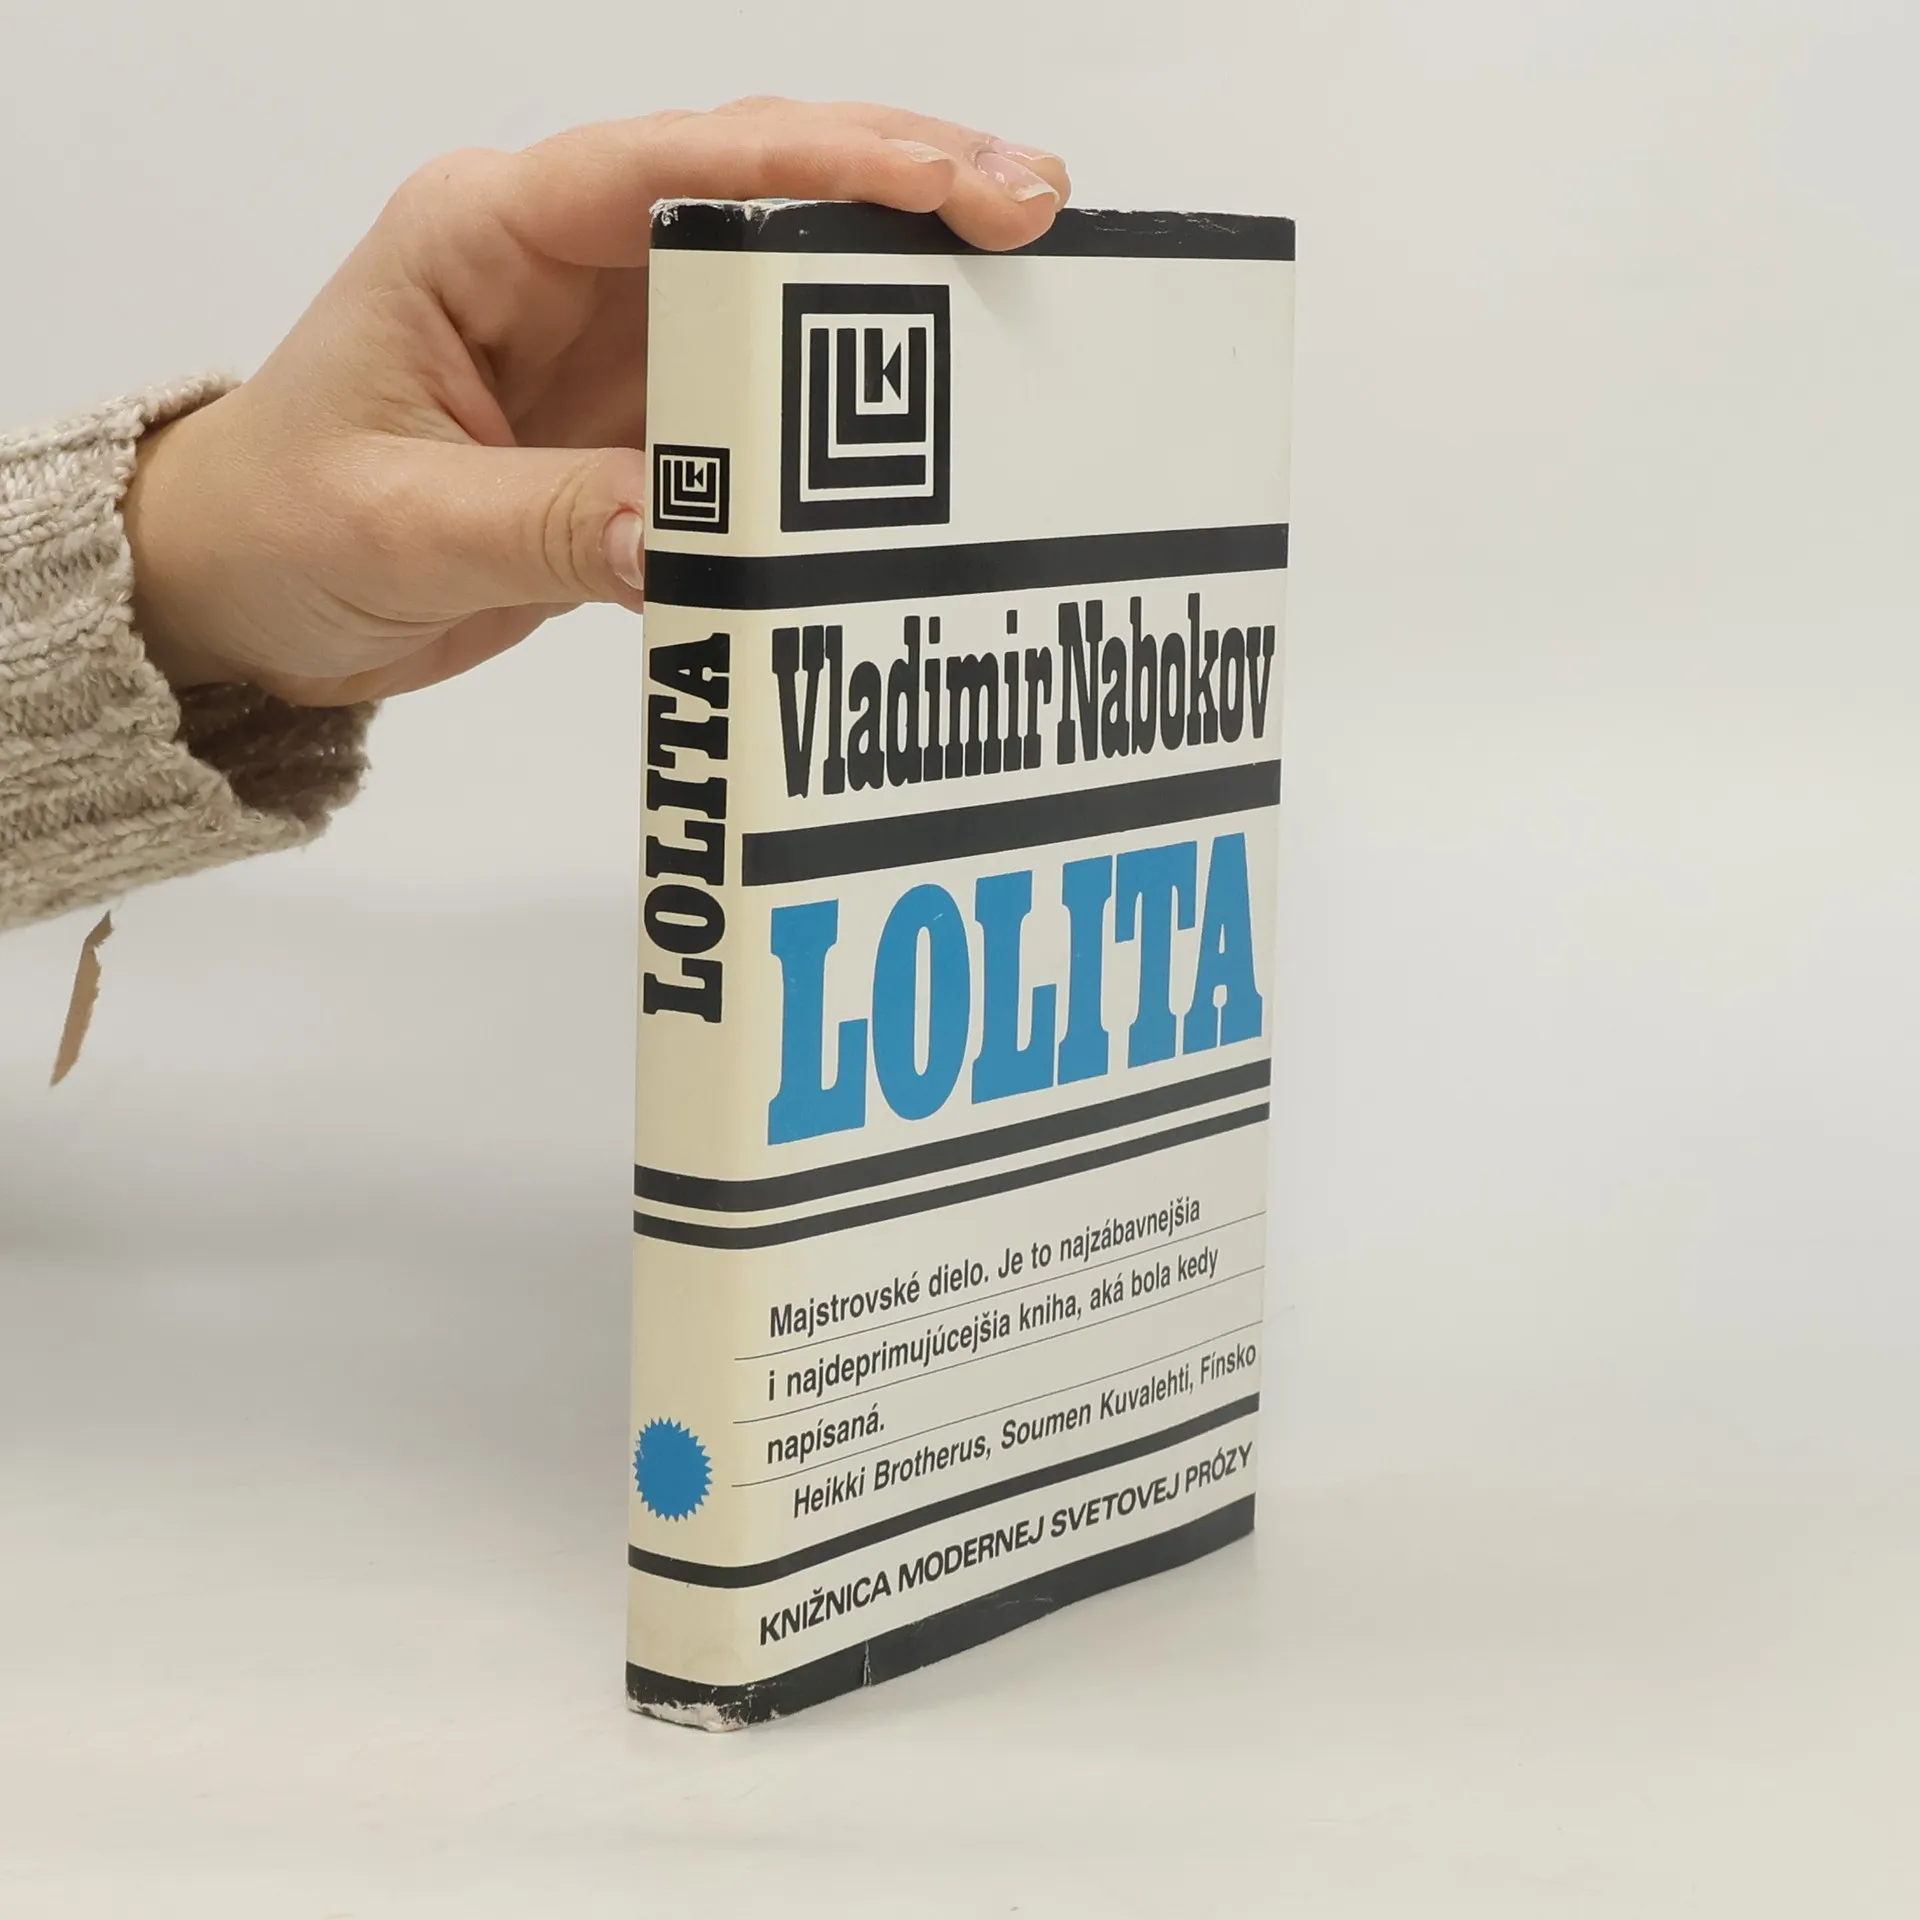 LLK
LLK
LOLITA
Vladimir Nabokov
LOLITA
Majstrovské dielo. Je to najzábavnejšia
i najdeprimujúcejšia kniha, aká bola kedy
napísaná.
Heikki Brotherus, Soumen Kuvalehti, Fínsko
KNIŽNICA MODERNEJ SVETOVEJ PRÓZY